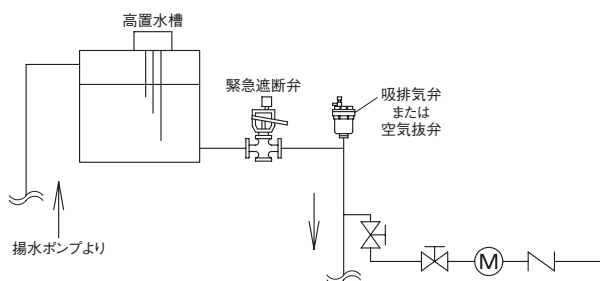 高置水槽
緊急遮断弁
吸排気弁
または
空気抜弁
揚水ポンプより
M